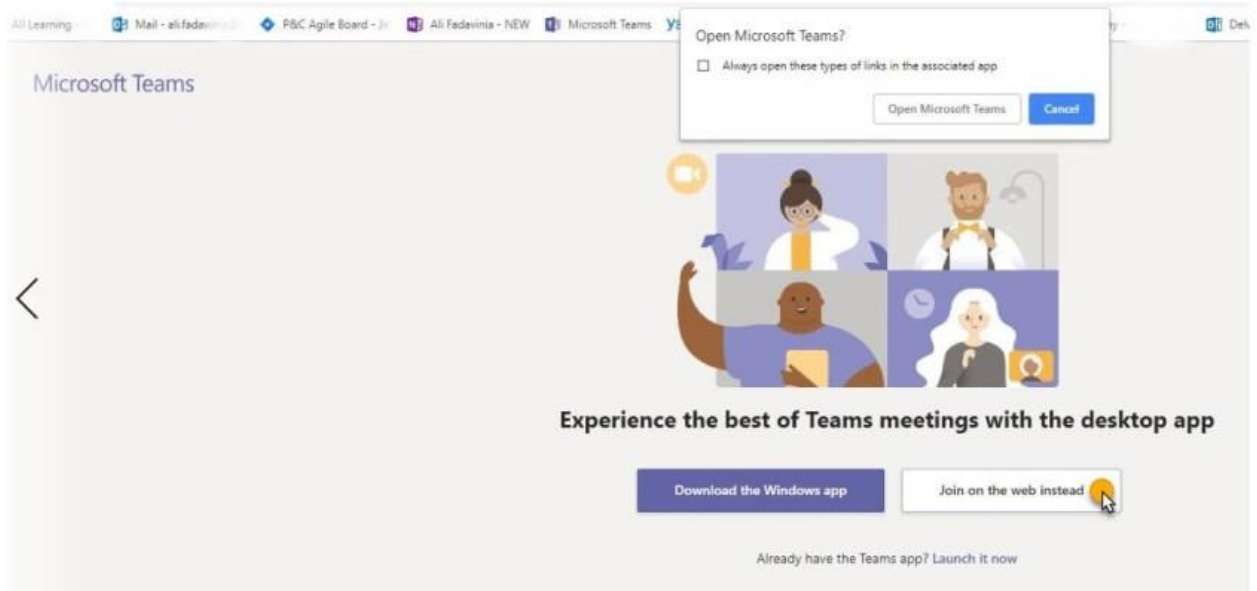 All Learning Mail - P&C Agile Board - Ali Fadavinia - NEW Microsoft Teams
Open Microsoft Teams?
Always open these types of links in the associated app
Open Microsoft Teams Cancel
Microsoft Teams
Experience the best of Teams meetings with the desktop app
Download the Windows app Join on the web instead
Already have the Teams app? Launch it now